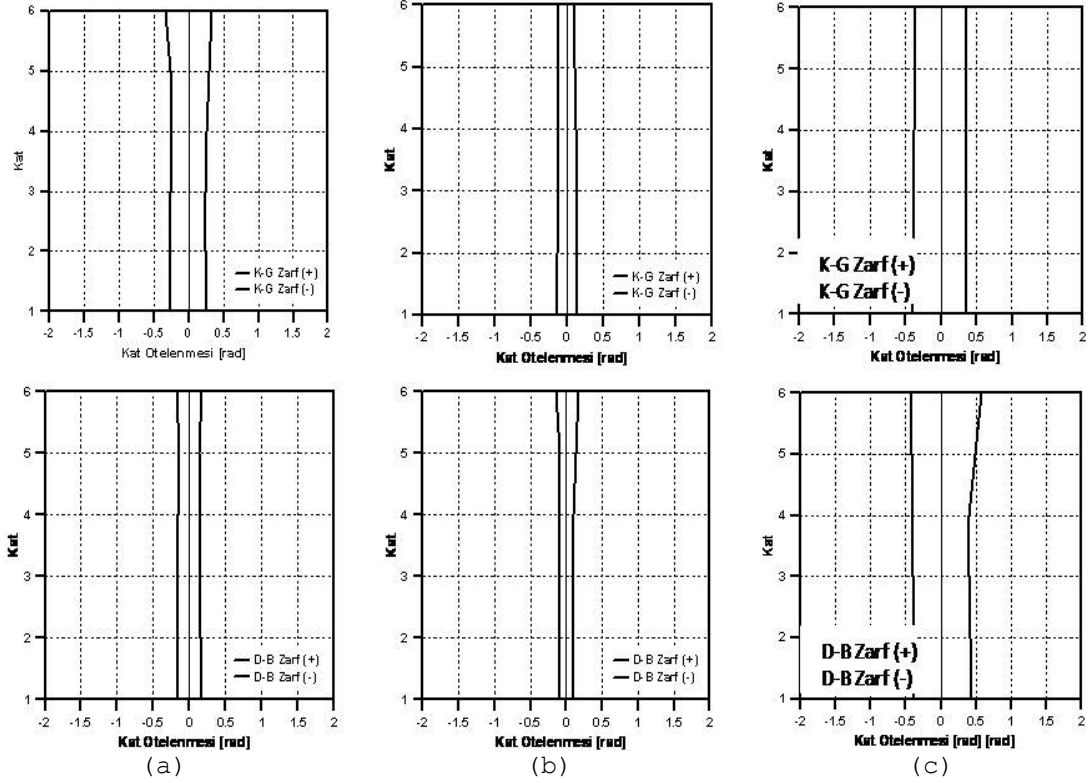 6
5
4
3
2
1
Kat
K-G Zarf (+)
K-G Zarf (-)
-2 -1.5 -1 -0.5 0 0.5 1 1.5 2
Kat Otelenmesi [rad]
6
5
4
3
2
1
Kat
K-G Zarf (+)
K-G Zarf (-)
-2 -1.5 -1 -0.5 0 0.5 1 1.5 2
Kat Otelenmesi [rad]
6
5
4
3
2
1
Kat
K-G Zarf (+)
K-G Zarf (-)
-2 -1.5 -1 -0.5 0 0.5 1 1.5 2
Kat Otelenmesi [rad]
6
5
4
3
2
1
Kat
D-B Zarf (+)
D-B Zarf (-)
-2 -1.5 -1 -0.5 0 0.5 1 1.5 2
Kat Otelenmesi [rad]
(a)
6
5
4
3
2
1
Kat
D-B Zarf (+)
D-B Zarf (-)
-2 -1.5 -1 -0.5 0 0.5 1 1.5 2
Kat Otelenmesi [rad]
(b)
6
5
4
3
2
1
Kat
D-B Zarf (+)
D-B Zarf (-)
-2 -1.5 -1 -0.5 0 0.5 1 1.5 2
Kat Otelenmesi [rad] [rad]
(c)